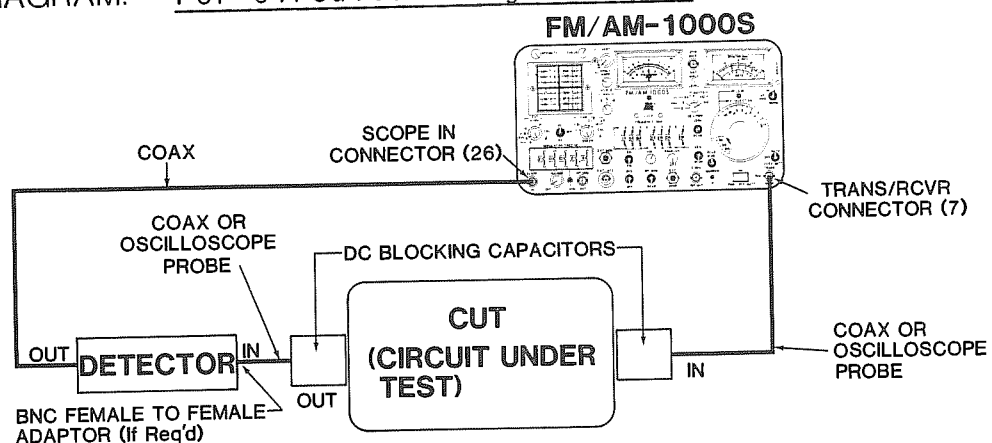 FM/AM-1000S
SCOPE IN
CONNECTOR (26)
COAX
TRANS/RCVR
CONNECTOR (7)
COAX OR
OSCILLOSCOPE
PROBE
DC BLOCKING CAPACITORS
CUT
(CIRCUIT UNDER
TEST)
OUT
DETECTOR
IN
OUT
IN
COAX OR
OSCILLOSCOPE
PROBE
BNC FEMALE TO FEMALE
ADAPTOR (If Req'd)